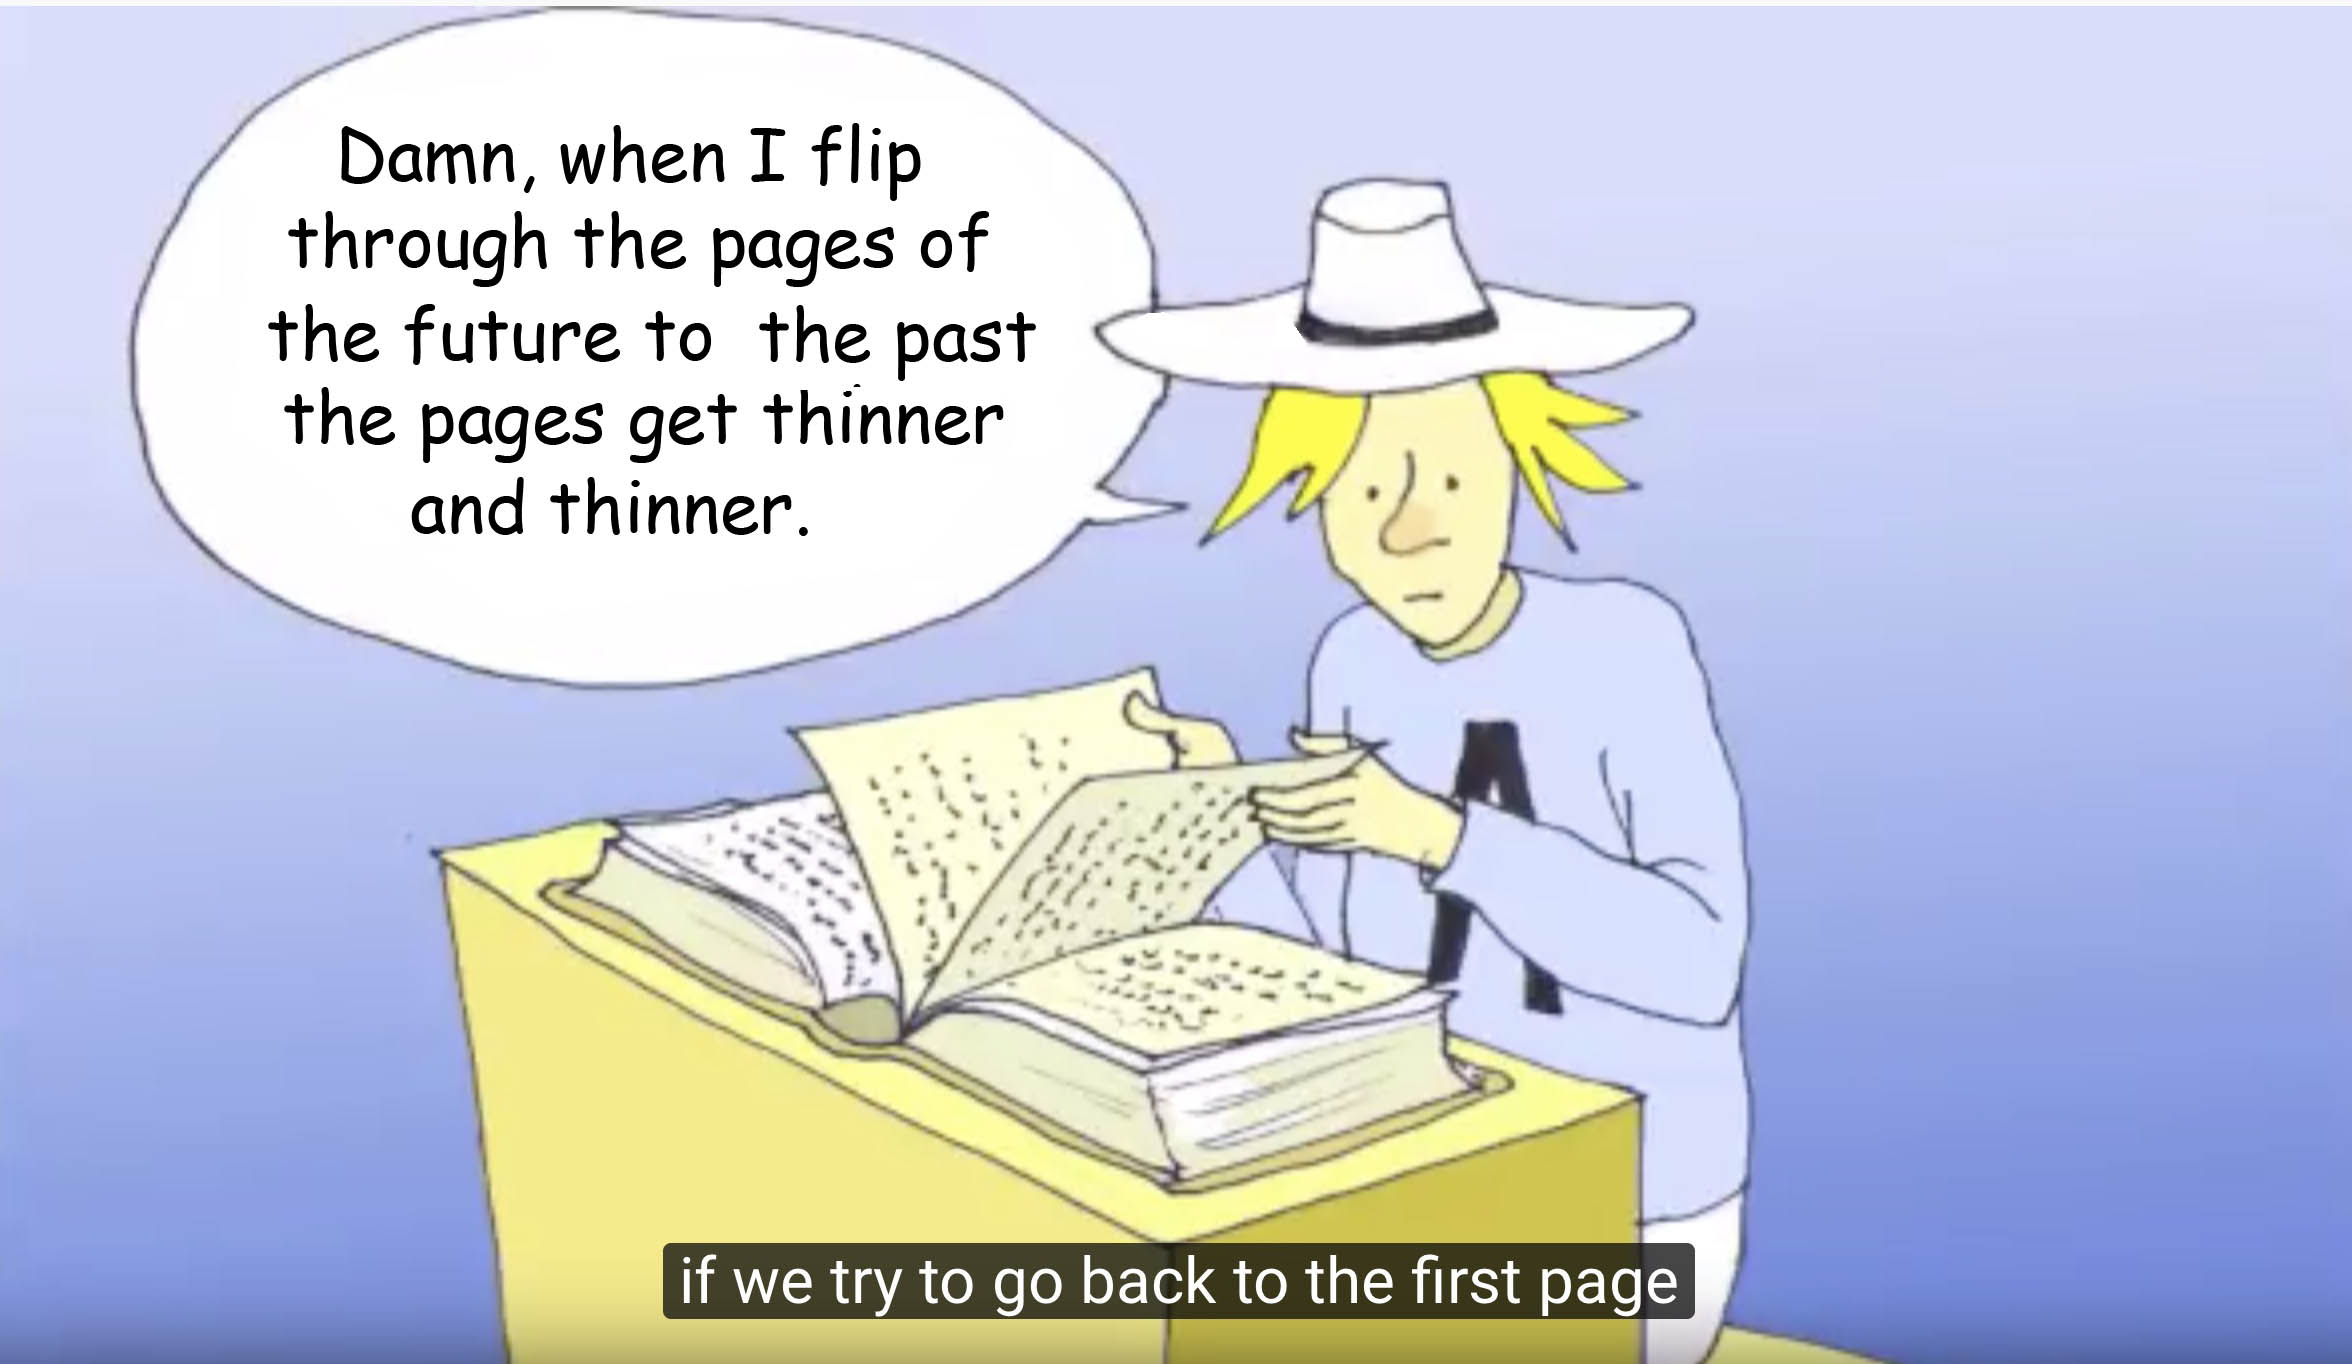 Damn, when I flip
through the pages of
the future to the past
the pages get thinner
and thinner.
A
if we try to go back to the first page